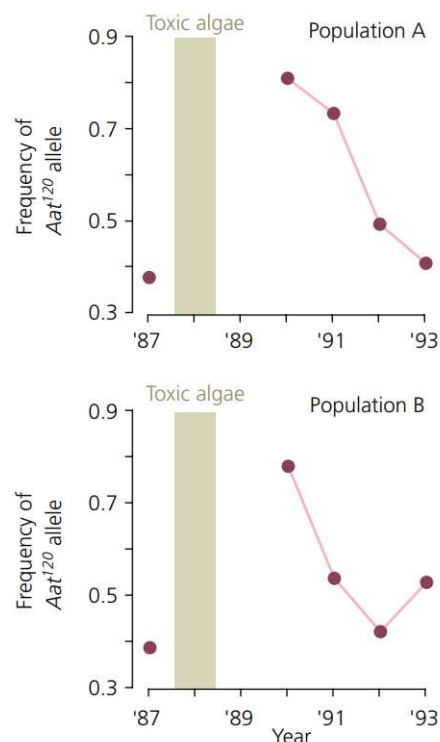 Toxic algae
Population A
0.9
0.7
0.5
0.3
Frequency of
Aat¹²⁰ allele
'87 '89 '91 '93
Toxic algae
Population B
0.9
0.7
0.5
0.3
Frequency of
Aat¹²⁰ allele
'87 '89 '91 '93
Year